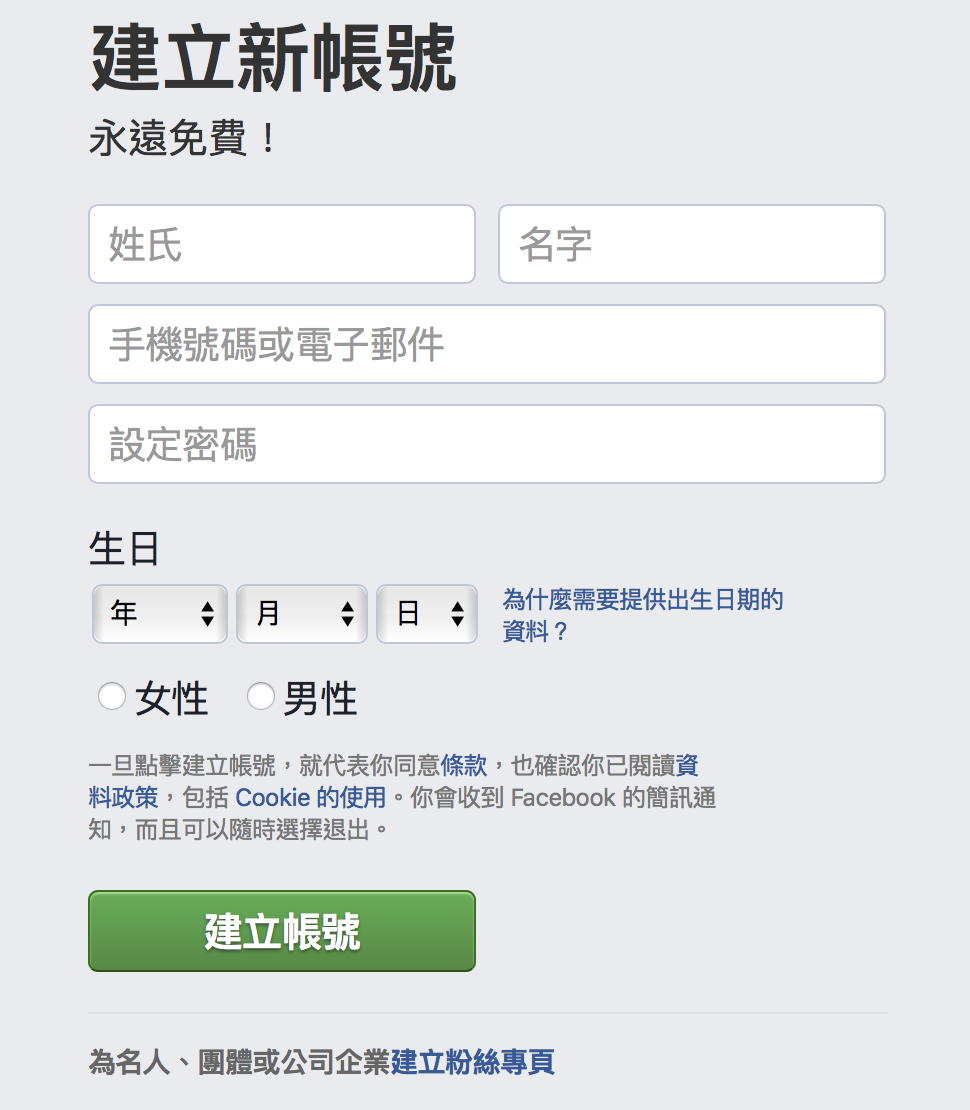 建立新帳號
永遠免費！
姓氏 名字
手機號碼或電子郵件
設定密碼
生日
年 月 日 為什麼需要提供出生日期的
資料？
女性 男性
一旦點擊建立帳號，就代表你同意條款，也確認你已閱讀資
料政策，包括 Cookie 的使用。你會收到 Facebook 的簡訊通
知，而且可以隨時選擇退出。
建立帳號
為名人、團體或公司企業建立粉絲專頁